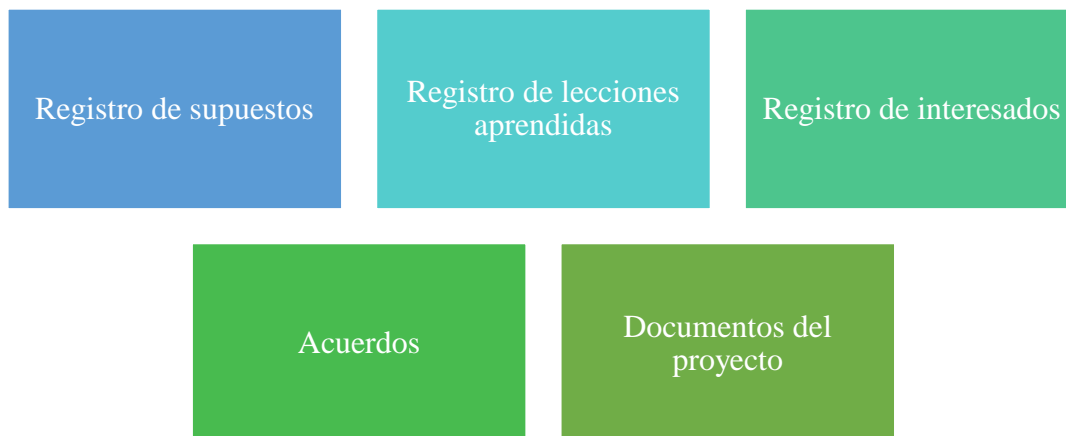 Registro de supuestos
Registro de lecciones
aprendidas
Registro de interesados
Acuerdos
Documentos del
proyecto